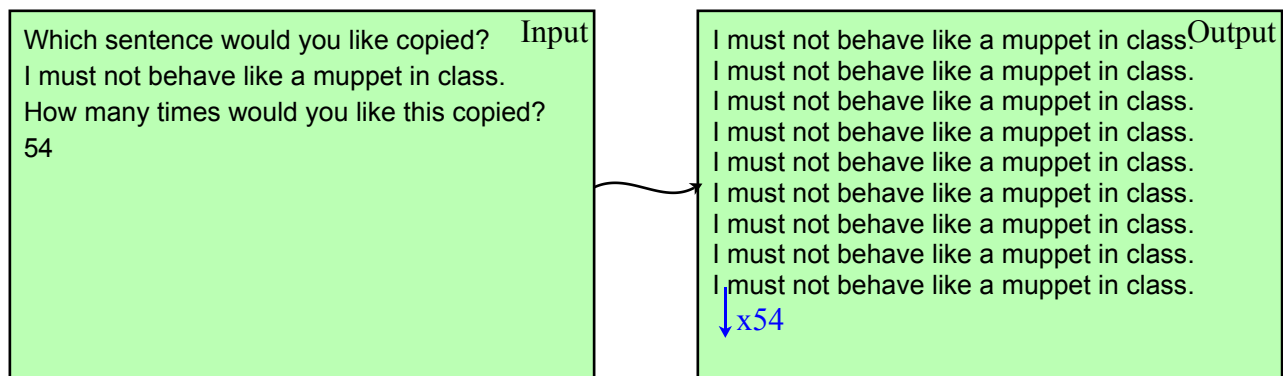 Input
Which sentence would you like copied?
I must not behave like a muppet in class.
How many times would you like this copied?
54
Output
I must not behave like a muppet in class.
I must not behave like a muppet in class.
I must not behave like a muppet in class.
I must not behave like a muppet in class.
I must not behave like a muppet in class.
I must not behave like a muppet in class.
I must not behave like a muppet in class.
I must not behave like a muppet in class.
I must not behave like a muppet in class.
x54